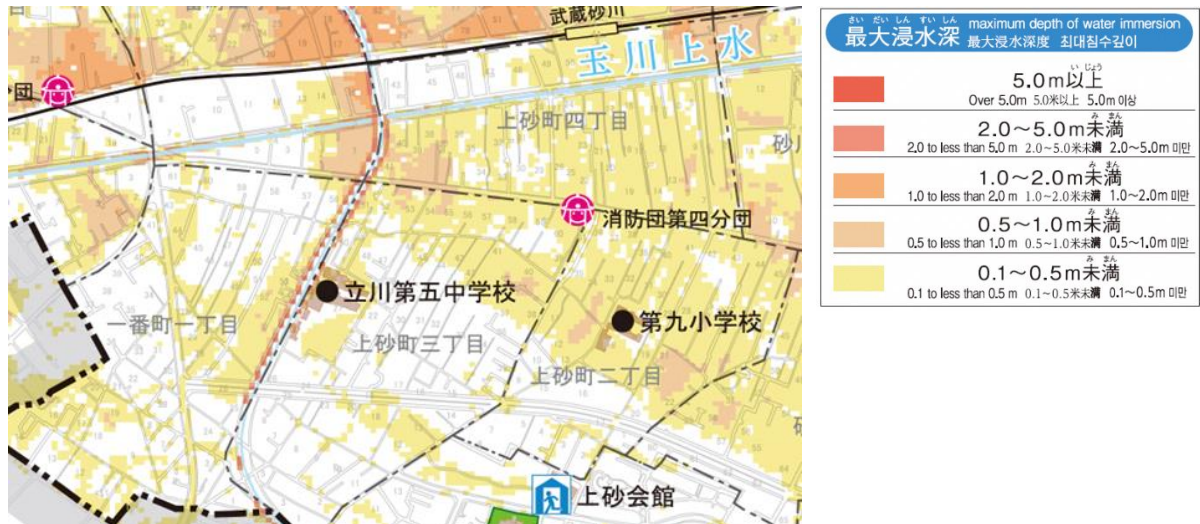 武蔵砂川
玉川上水
団
上砂町四丁目
砂川
消防団第四分団
立川第五中学校
第九小学校
一番町一丁目
上砂町三丁目
上砂町二丁目
上砂会館
さい だい しん すい しん
最大浸水深 maximum depth of water immersion
最大浸水深度 최대침수깊이
い じょう
5.0m以上
Over 5.0m 5.0米以上 5.0m 이상
み まん
2.0～5.0m未満
2.0 to less than 5.0 m 2.0～5.0米未满 2.0～5.0m 미만
み まん
1.0～2.0m未満
1.0 to less than 2.0 m 1.0～2.0米未满 1.0～2.0m 미만
み まん
0.5～1.0m未満
0.5 to less than 1.0 m 0.5～1.0米未满 0.5～1.0m 미만
み まん
0.1～0.5m未満
0.1 to less than 0.5 m 0.1～0.5米未满 0.1～0.5m 미만